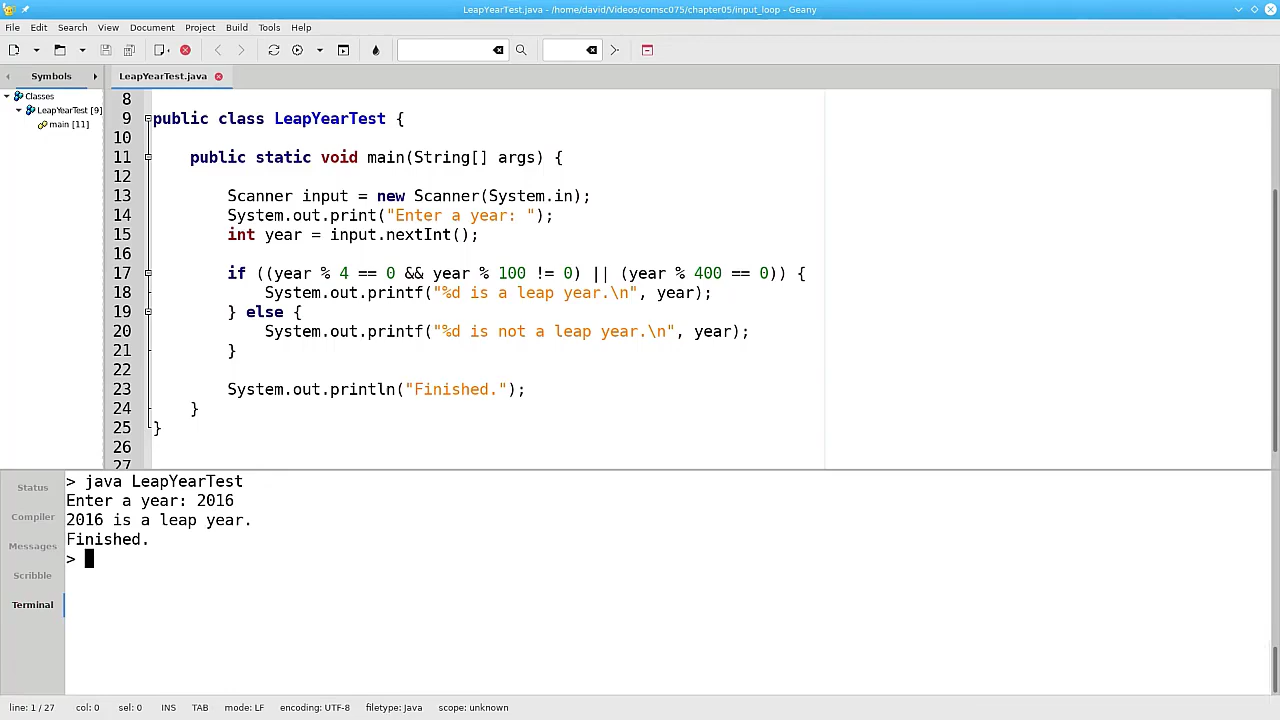 LeapYearTest.java - /home/david/Videos/comsc075/chapter05/input_loop - Geany
File Edit Search View Document Project Build Tools Help
Symbols
LeapYearTest.java
Classes
LeapYearTest [9]
main [11]
8
9 public class LeapYearTest {
10
11 public static void main(String[] args) {
12
13 Scanner input = new Scanner(System.in);
14 System.out.print("Enter a year: ");
15 int year = input.nextInt();
16
17 if ((year % 4 == 0 && year % 100 != 0) || (year % 400 == 0)) {
18 System.out.printf("%d is a leap year.\n", year);
19 } else {
20 System.out.printf("%d is not a leap year.\n", year);
21 }
22
23 System.out.println("Finished.");
24 }
25 }
26
27
Status
Compiler
Messages
Scribble
Terminal
> java LeapYearTest
Enter a year: 2016
2016 is a leap year.
Finished.
>
line: 1 / 27 col: 0 sel: 0 INS TAB mode: LF encoding: UTF-8 filetype: Java scope: unknown